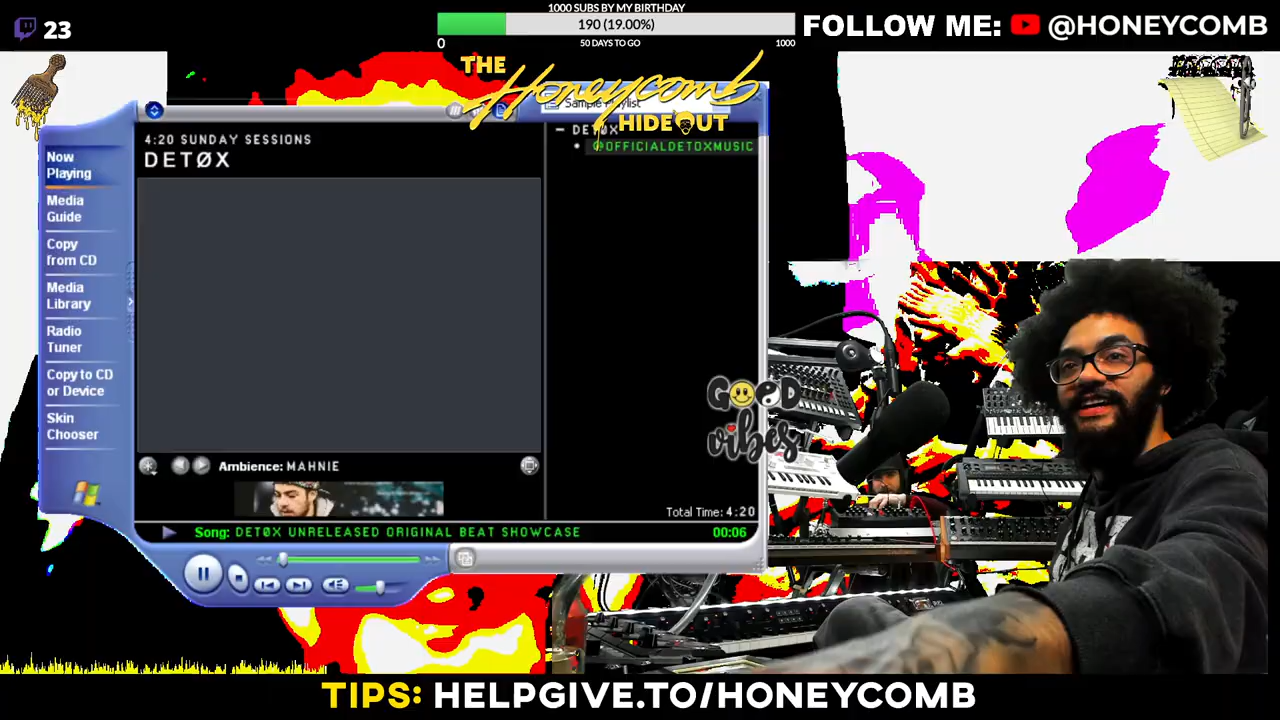 1000 SUBS BY MY BIRTHDAY
23
190 (19.00%)
0
50 DAYS TO GO
1000
FOLLOW ME: @HONEYCOMB
THE
Honeycomb
HIDEOUT
Sample Playlist
4:20 SUNDAY SESSIONS
DETØX
DETØX
@OFFICIALDETOXMUSIC
Now
Playing
Media
Guide
Copy
from CD
Media
Library
Radio
Tuner
Copy to CD
or Device
Skin
Chooser
GOOD
vibes
Ambience: MAHNIE
Total Time: 4:20
Song: DETØX UNRELEASED ORIGINAL BEAT SHOWCASE
00:06
TIPS: HELPGIVE.TO/HONEYCOMB